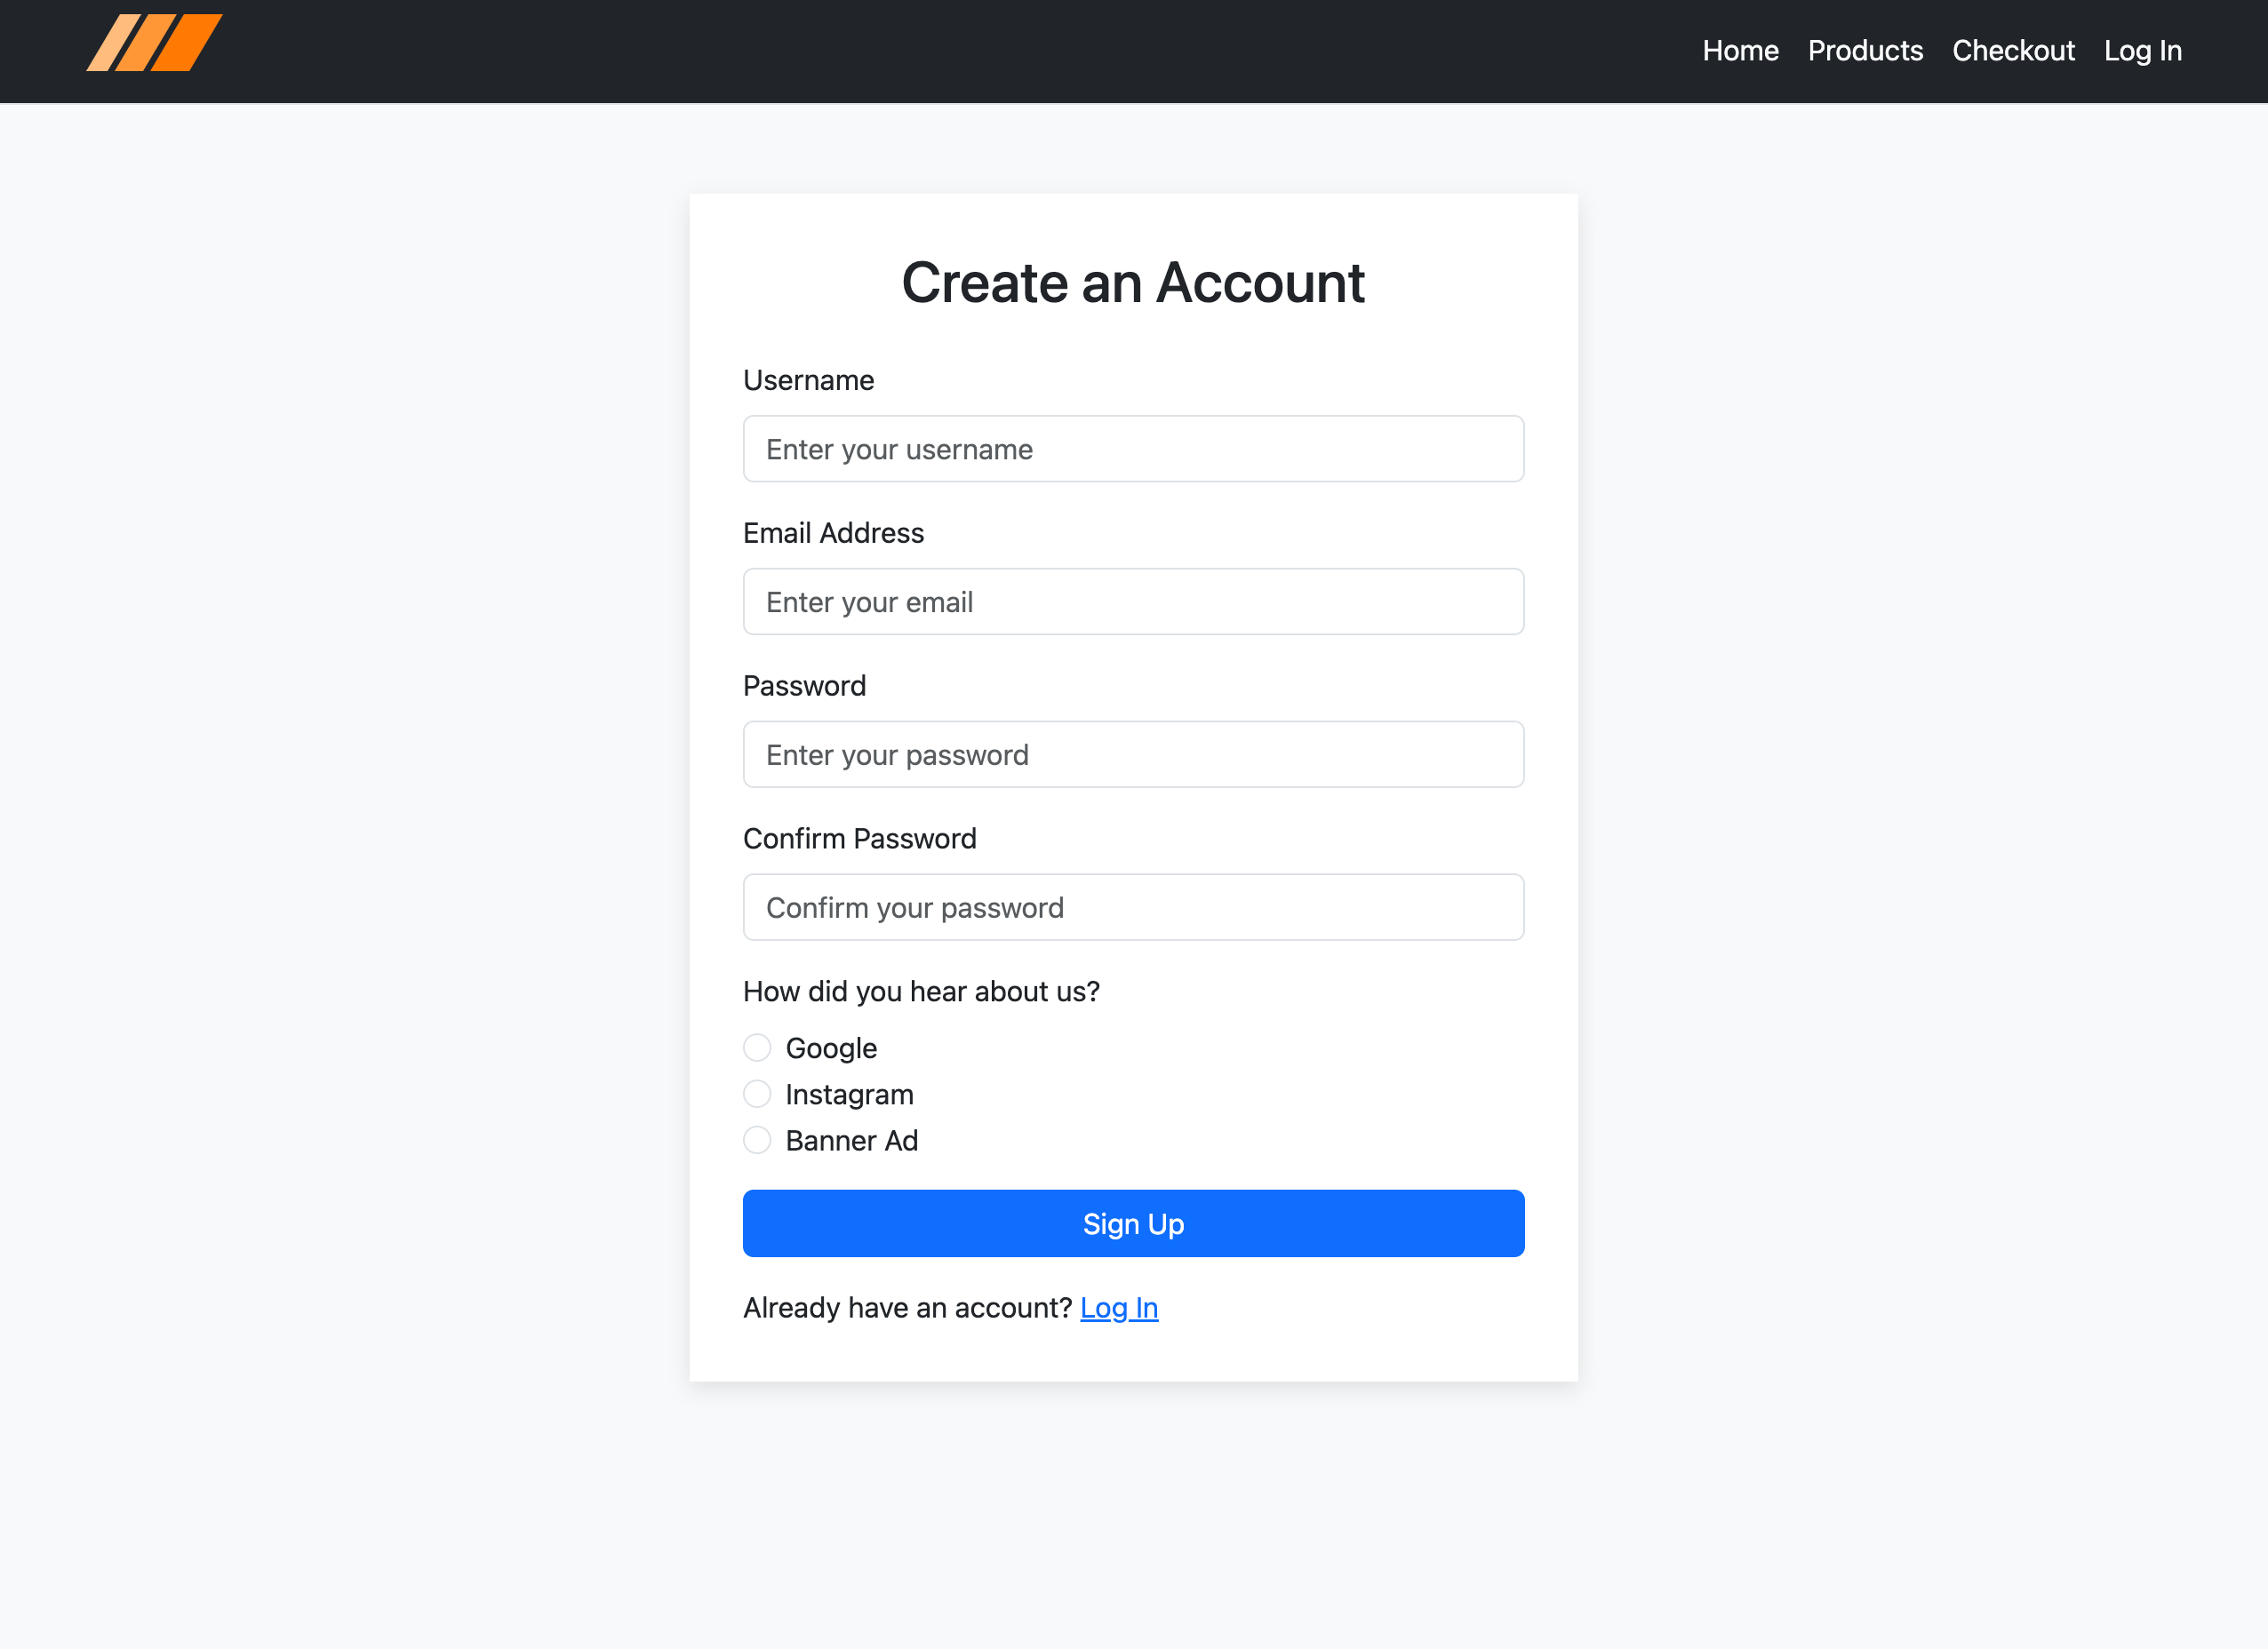 Home Products Checkout Log In
Create an Account
Username
Enter your username
Email Address
Enter your email
Password
Enter your password
Confirm Password
Confirm your password
How did you hear about us?
Google
Instagram
Banner Ad
Sign Up
Already have an account? Log In